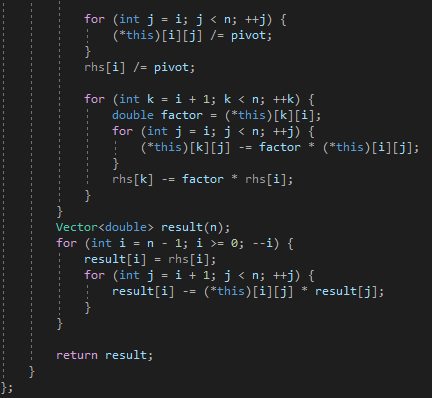 for (int j = i; j < n; ++j) {
(*this)[i][j] /= pivot;
}
rhs[i] /= pivot;
for (int k = i + 1; k < n; ++k) {
double factor = (*this)[k][i];
for (int j = i; j < n; ++j) {
(*this)[k][j] -= factor * (*this)[i][j];
}
rhs[k] -= factor * rhs[i];
}
}
Vector<double> result(n);
for (int i = n - 1; i >= 0; --i) {
result[i] = rhs[i];
for (int j = i + 1; j < n; ++j) {
result[i] -= (*this)[i][j] * result[j];
}
}
return result;
}
};